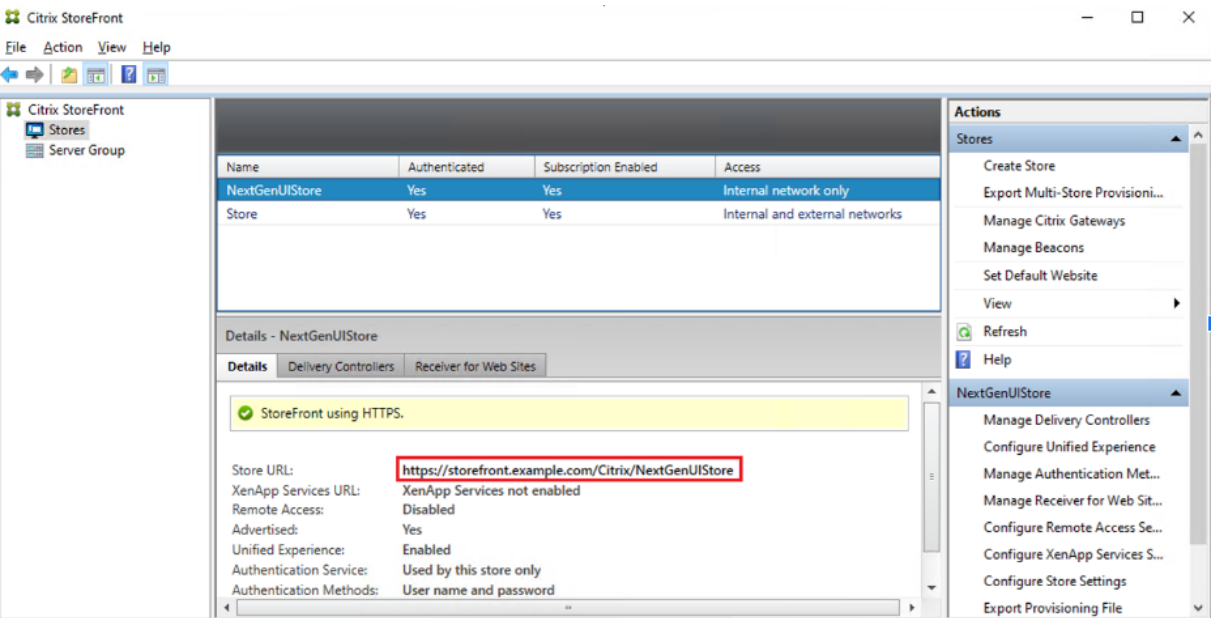 Citrix StoreFront
File Action View Help
Citrix StoreFront
Stores
Server Group
Name Authenticated Subscription Enabled Access
NextGenUIStore Yes Yes Internal network only
Store Yes Yes Internal and external networks
Details - NextGenUIStore
Details Delivery Controllers Receiver for Web Sites
StoreFront using HTTPS.
Store URL: https://storefront.example.com/Citrix/NextGenUIStore
XenApp Services URL: XenApp Services not enabled
Remote Access: Disabled
Advertised: Yes
Unified Experience: Enabled
Authentication Service: Used by this store only
Authentication Methods: User name and password
Actions
Stores
Create Store
Export Multi-Store Provisioni...
Manage Citrix Gateways
Manage Beacons
Set Default Website
View
Refresh
Help
NextGenUIStore
Manage Delivery Controllers
Configure Unified Experience
Manage Authentication Met...
Manage Receiver for Web Sit...
Configure Remote Access Se...
Configure XenApp Services S...
Configure Store Settings
Export Provisioning File